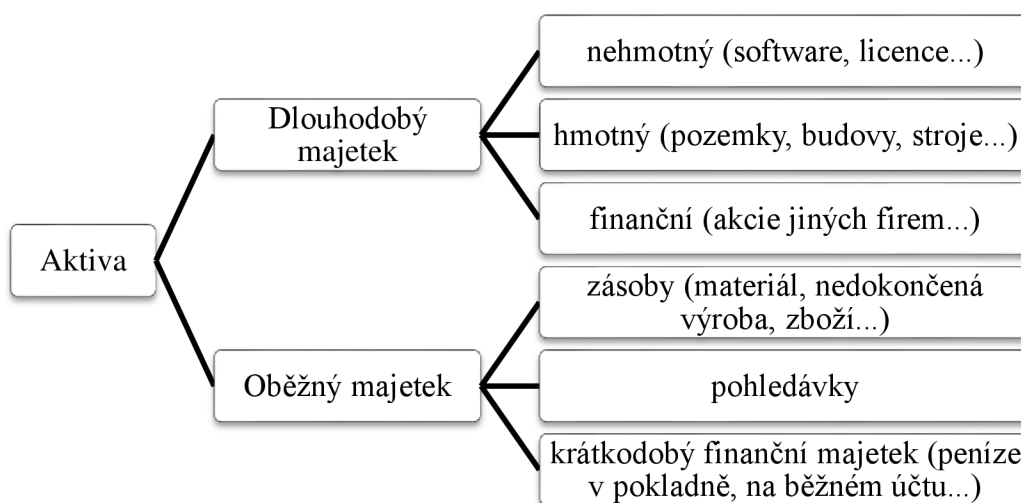 Aktiva
Dlouhodobý
majetek
nehmotný (software, licence...)
hmotný (pozemky, budovy, stroje...)
finanční (akcie jiných firem...)
Oběžný majetek
zásoby (materiál, nedokončená
výroba, zboží...)
pohledávky
krátkodobý finanční majetek (peníze
v pokladně, na běžném účtu...)